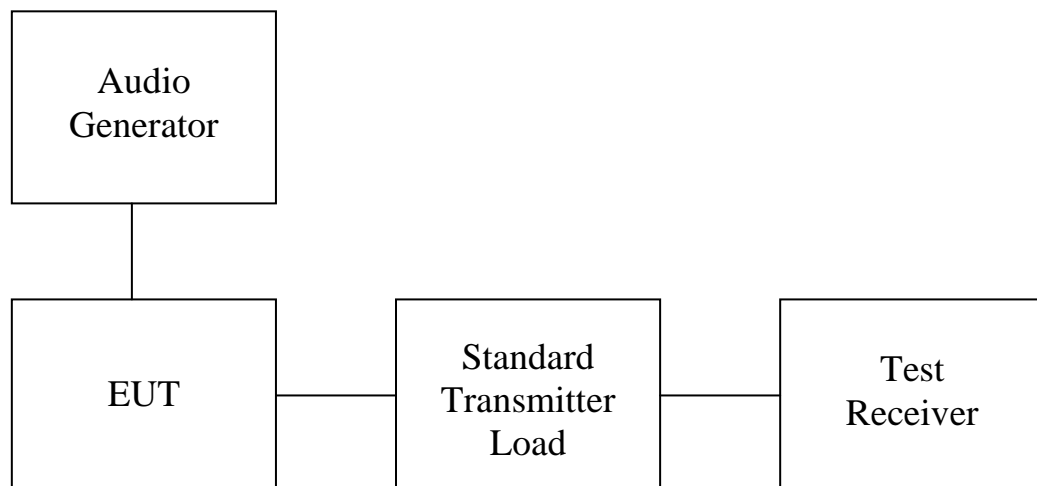 Audio
Generator
EUT
Standard
Transmitter
Load
Test
Receiver